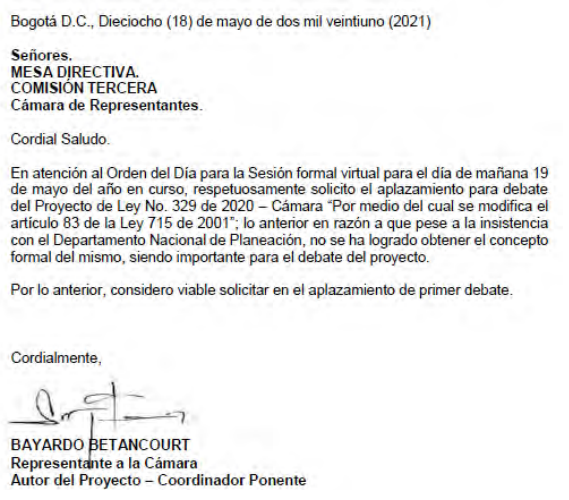 Bogotá D.C., Dieciocho (18) de mayo de dos mil veintiuno (2021)
Señores.
MESA DIRECTIVA.
COMISIÓN TERCERA
Cámara de Representantes.
Cordial Saludo.
En atención al Orden del Día para la Sesión formal virtual para el día de mañana 19
de mayo del año en curso, respetuosamente solicito el aplazamiento para debate
del Proyecto de Ley No. 329 de 2020 – Cámara “Por medio del cual se modifica el
artículo 83 de la Ley 715 de 2001”; lo anterior en razón a que pese a la insistencia
con el Departamento Nacional de Planeación, no se ha logrado obtener el concepto
formal del mismo, siendo importante para el debate del proyecto.
Por lo anterior, considero viable solicitar en el aplazamiento de primer debate.
Cordialmente,
BAYARDO BETANCOURT
Representante a la Cámara
Autor del Proyecto – Coordinador Ponente